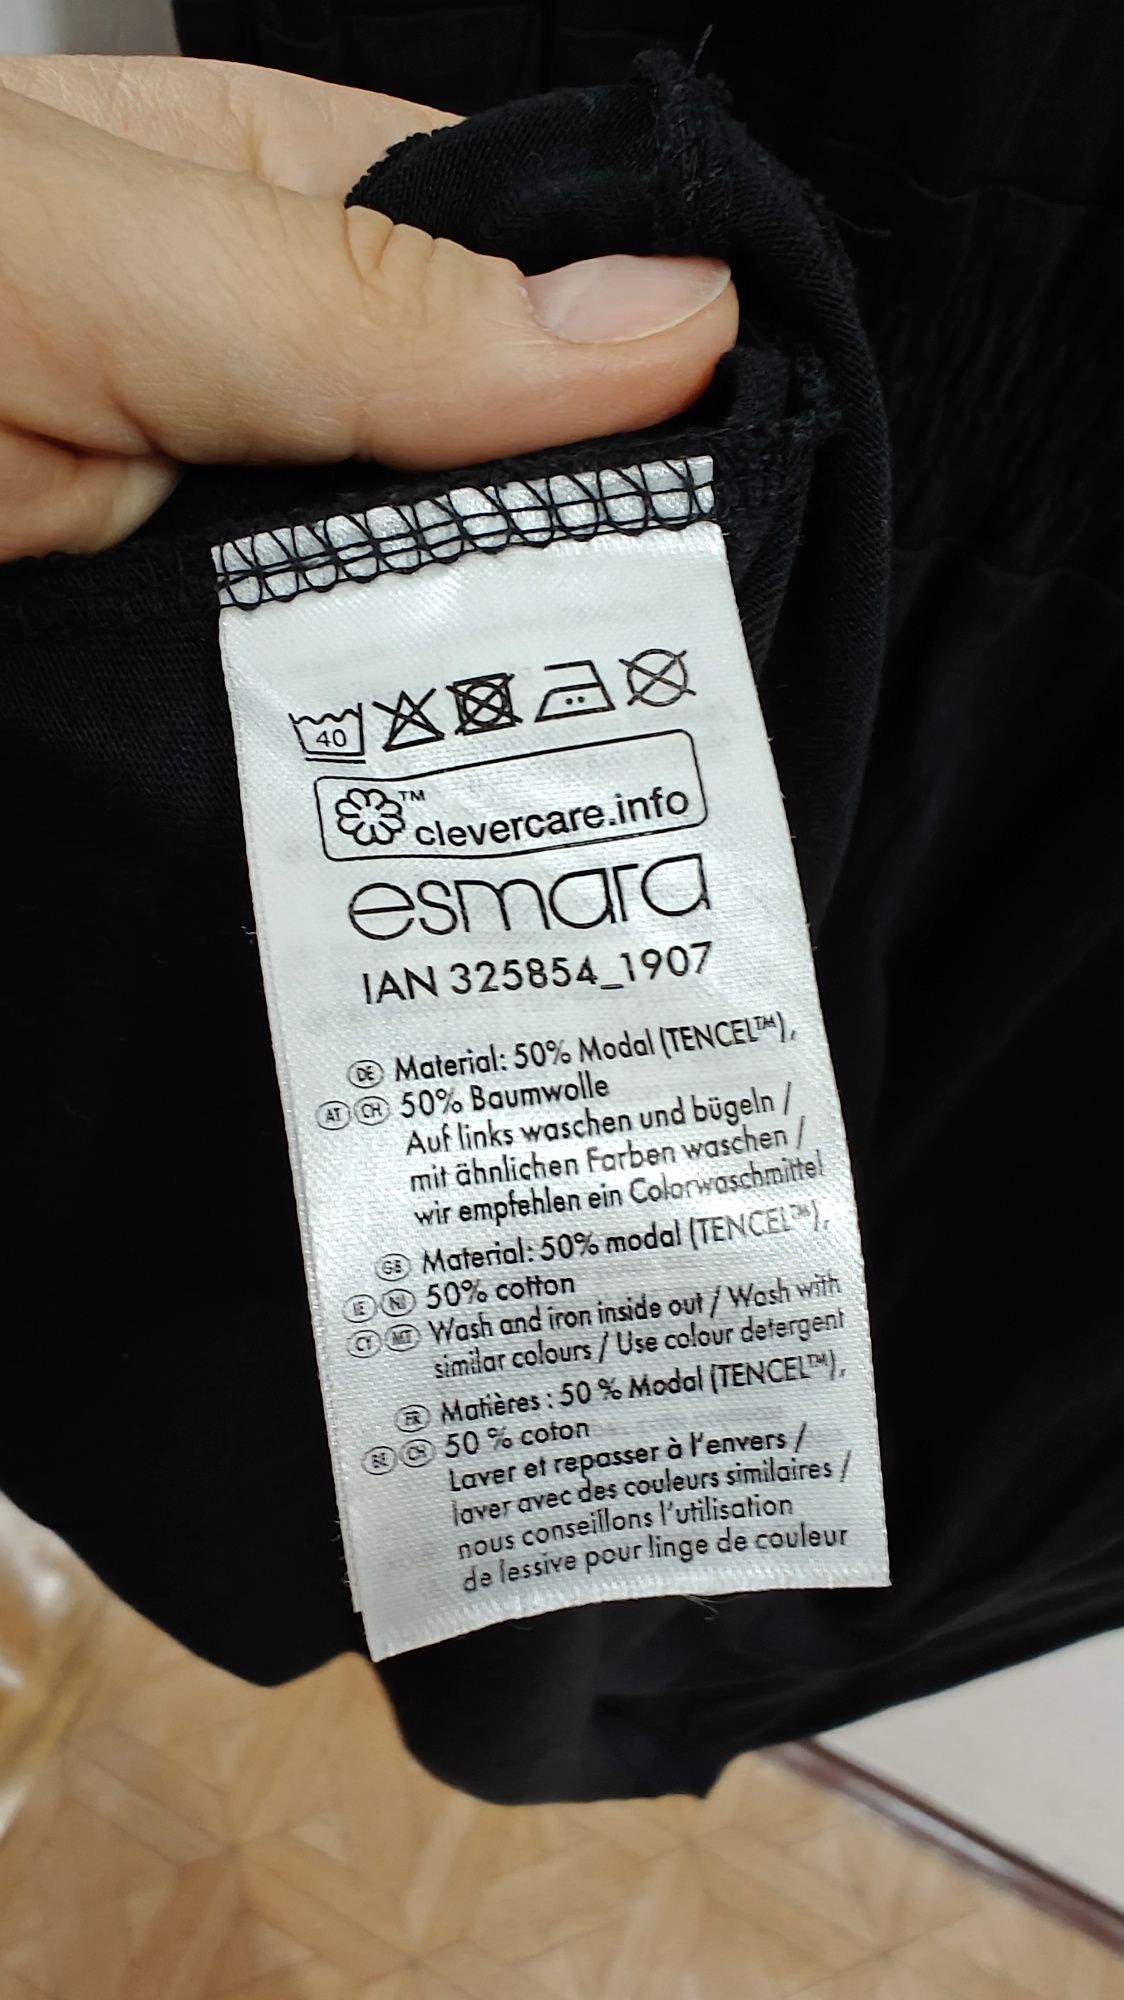 40
™ clevercare.info
esmara
IAN 325854_1907
DE Material: 50% Modal (TENCEL™),
AT CH 50% Baumwolle
Auf links waschen und bügeln /
mit ähnlichen Farben waschen /
wir empfehlen ein Colorwaschmittel
GB Material: 50% modal (TENCEL™),
IE NI 50% cotton
CY MT Wash and iron inside out / Wash with
similar colours / Use colour detergent
FR Matières : 50 % Modal (TENCEL™),
BE CH 50 % coton
Laver et repasser à l'envers /
laver avec des couleurs similaires /
nous conseillons l'utilisation
de lessive pour linge de couleur